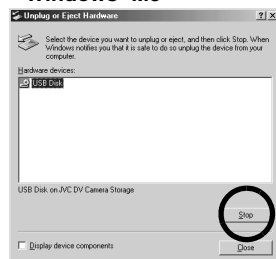 Unplug or Eject Hardware
Select the device you want to unplug or eject, and then click Stop. When
Windows notifies you that it is safe to do so unplug the device from your
computer.
Hardware devices:
USB Disk
USB Disk on JVC DV Camera Storage
Stop
Display device components
Close